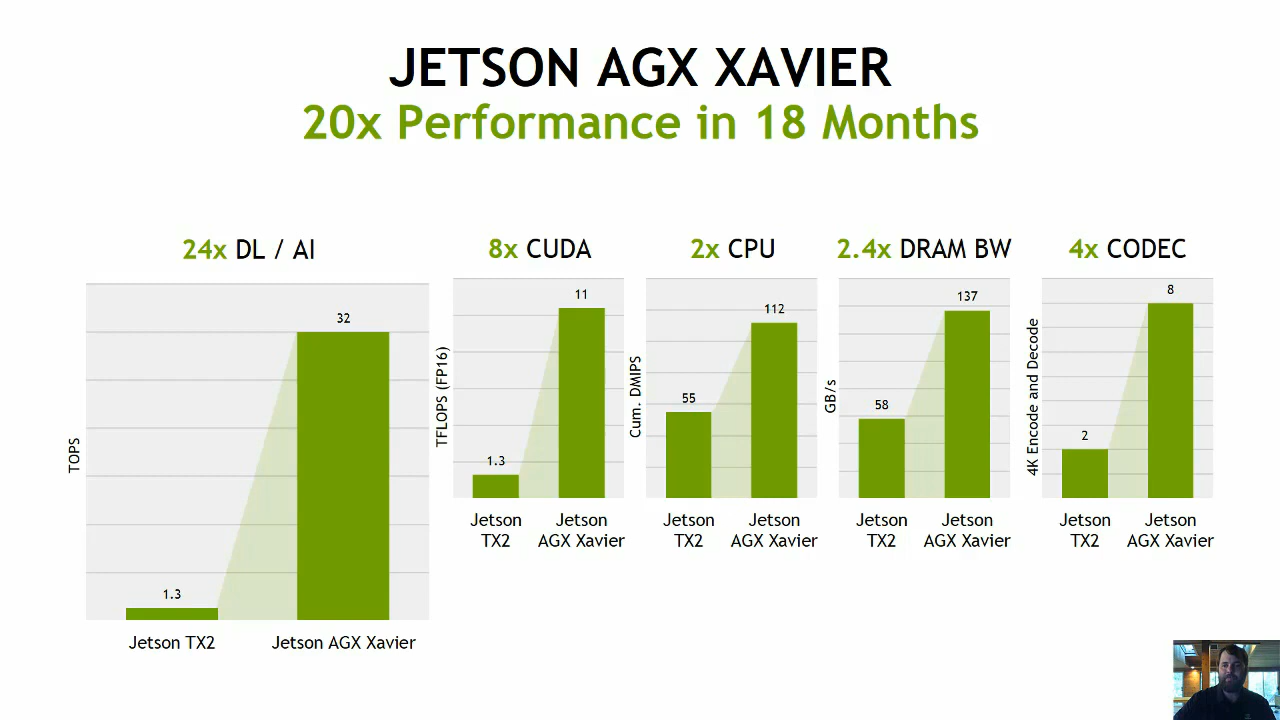 JETSON AGX XAVIER
20x Performance in 18 Months
24x DL / AI
TOPS
1.3
32
Jetson TX2
Jetson AGX Xavier
8x CUDA
TFLOPS (FP16)
1.3
11
Jetson
TX2
Jetson
AGX Xavier
2x CPU
Cum. DMIPS
55
112
Jetson
TX2
Jetson
AGX Xavier
2.4x DRAM BW
GB/s
58
137
Jetson
TX2
Jetson
AGX Xavier
4x CODEC
4K Encode and Decode
2
8
Jetson
TX2
Jetson
AGX Xavier